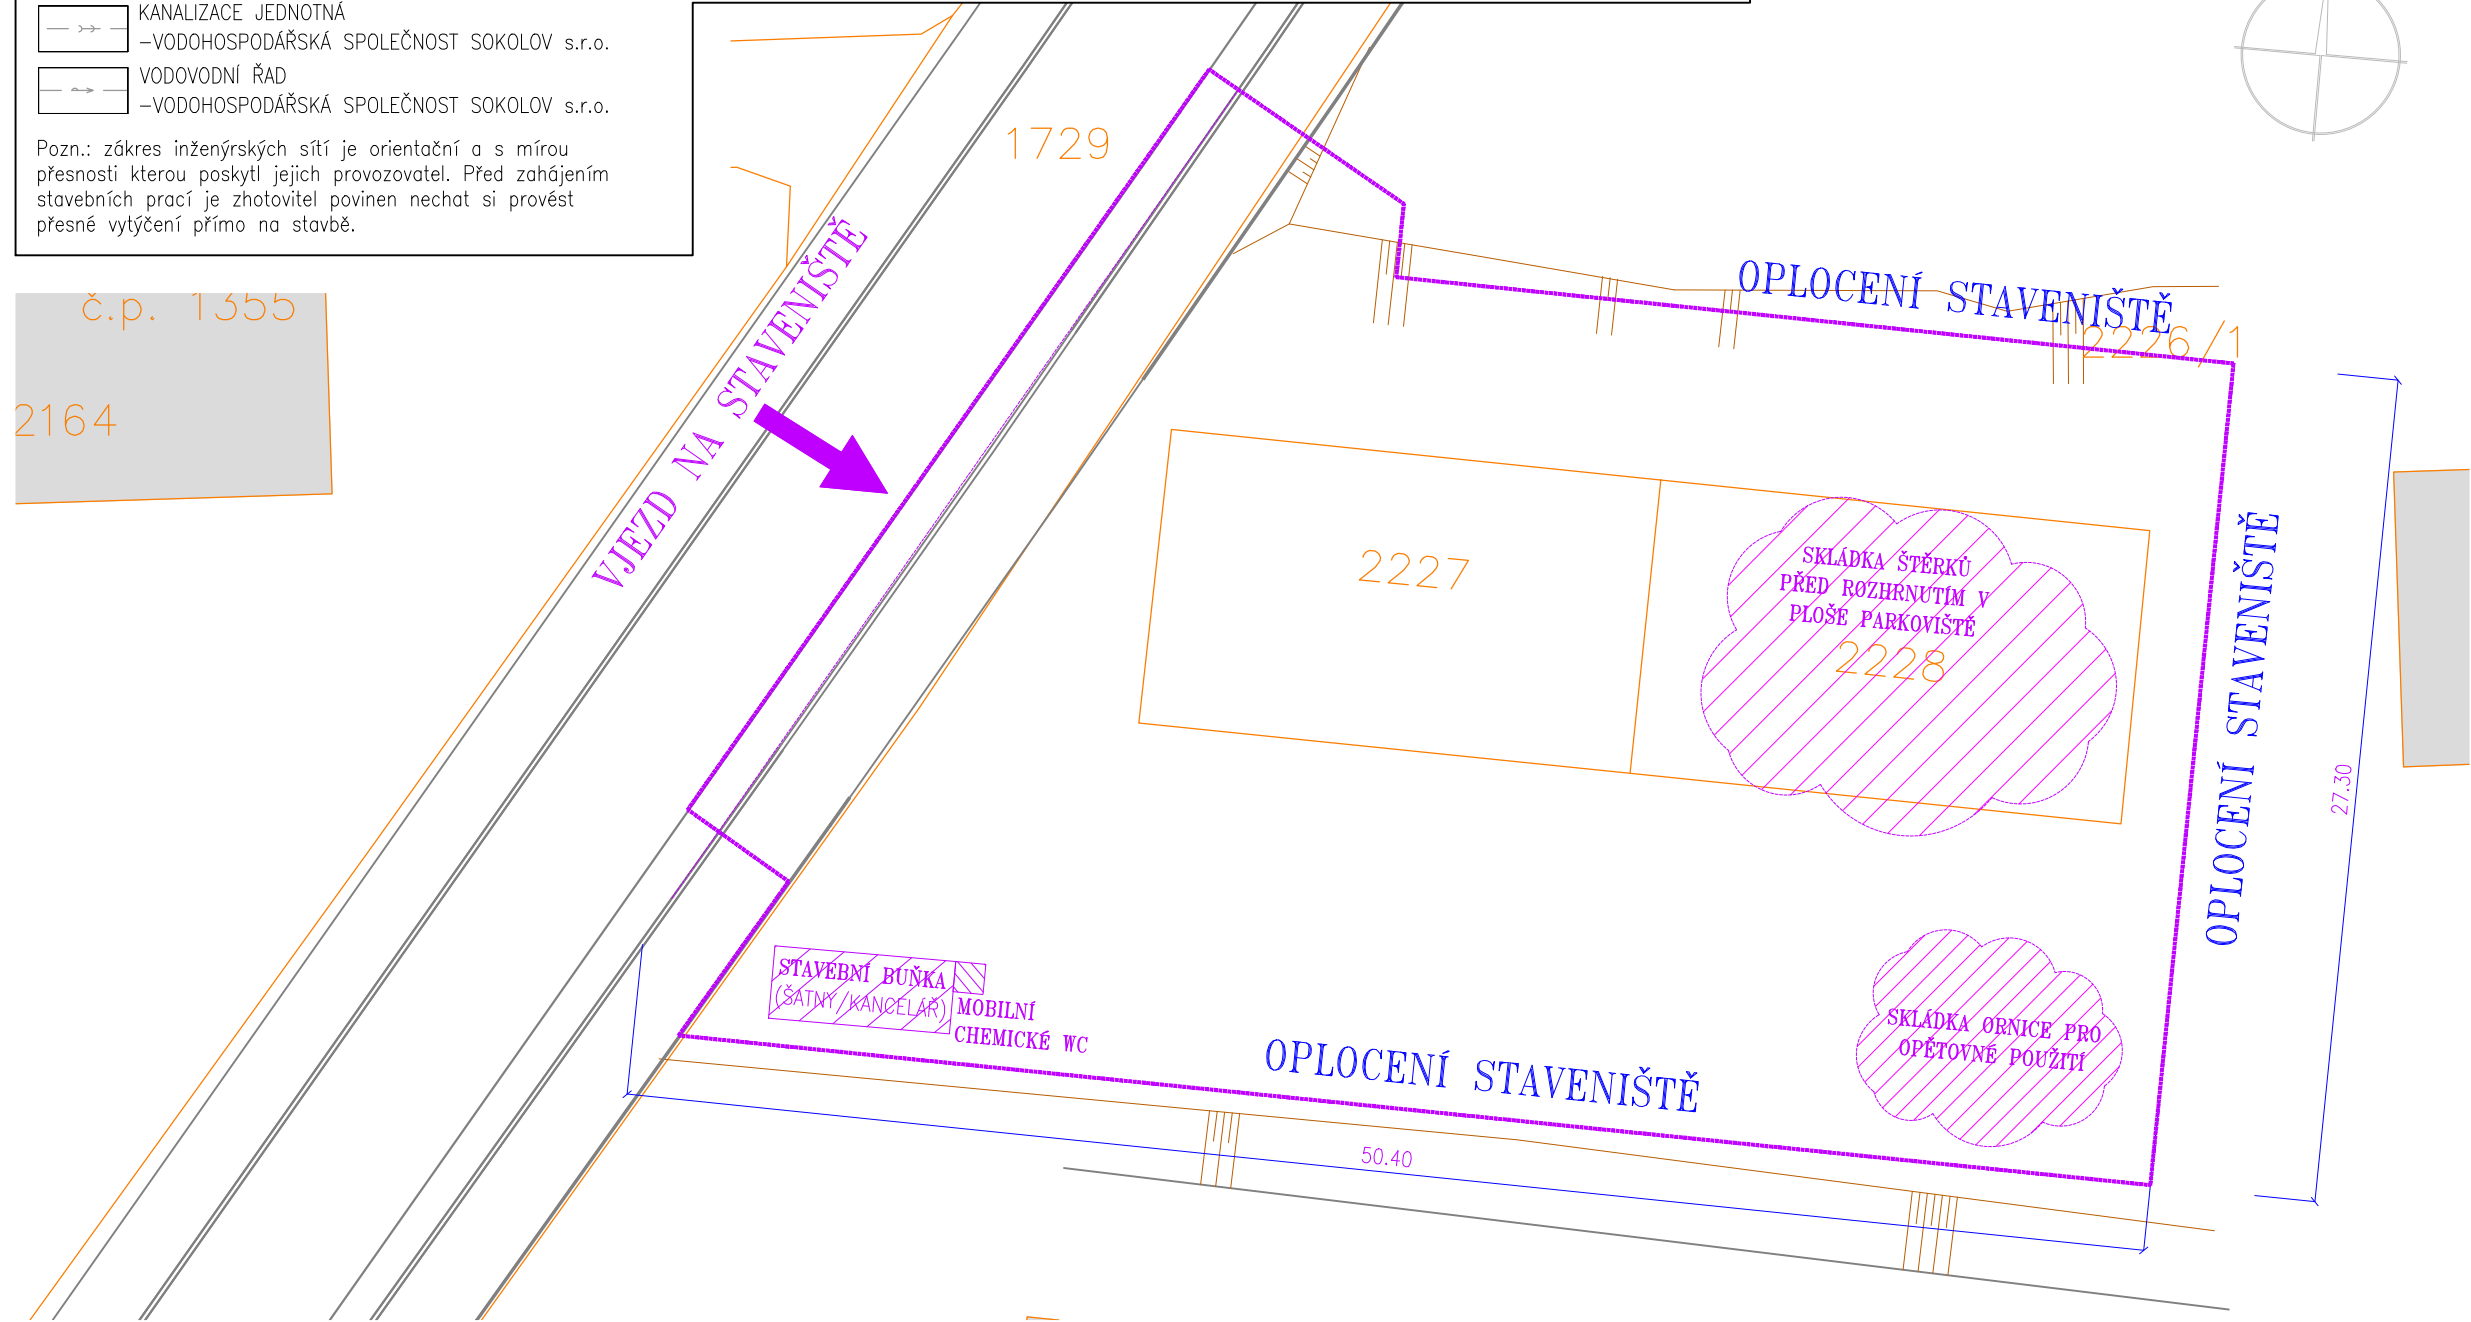 KANALIZACE JEDNOTNÁ
-VODOHOSPODÁŘSKÁ SPOLEČNOST SOKOLOV s.r.o.
VODOVODNÍ ŘAD
-VODOHOSPODÁŘSKÁ SPOLEČNOST SOKOLOV s.r.o.
Pozn.: zákres inženýrských sítí je orientační a s mírou
přesnosti kterou poskytl jejich provozovatel. Před zahájením
stavebních prací je zhotovitel povinen nechat si provést
přesné vytýčení přímo na stavbě.
1729
č.p. 1355
2164
VJEZD NA STAVENIŠTĚ
OPLOCENÍ STAVENIŠTĚ
2226/1
2227
SKLÁDKA ŠTĚRKŮ
PŘED ROZHRNUTÍM V
PLOŠE PARKOVIŠTĚ
2228
OPLOCENÍ STAVENIŠTĚ
27.30
STAVEBNÍ BUŇKA
(ŠATNY/KANCELÁŘ)
MOBILNÍ
CHEMICKÉ WC
SKLÁDKA ORNICE PRO
OPĚTOVNÉ POUŽITÍ
OPLOCENÍ STAVENIŠTĚ
50.40